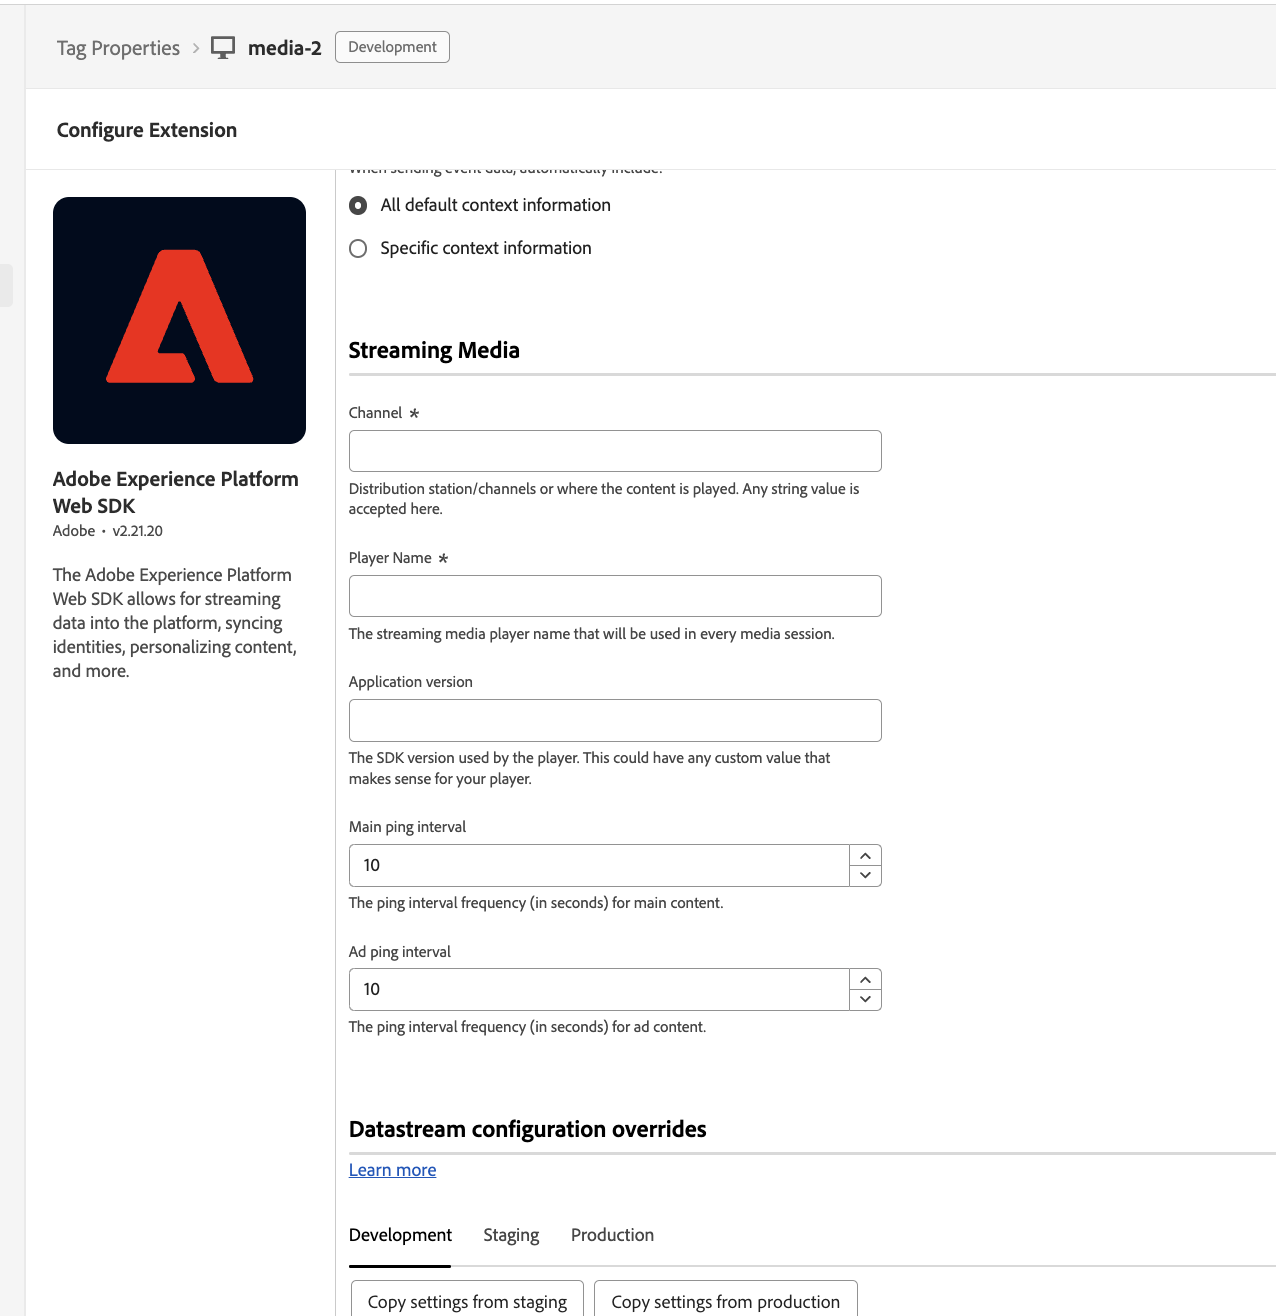 Tag Properties > media-2 Development
Configure Extension
When sending event data, automatically include:
All default context information
Specific context information
Streaming Media
Channel *
Distribution station/channels or where the content is played. Any string value is
accepted here.
Player Name *
The streaming media player name that will be used in every media session.
Application version
The SDK version used by the player. This could have any custom value that
makes sense for your player.
Main ping interval
10
The ping interval frequency (in seconds) for main content.
Ad ping interval
10
The ping interval frequency (in seconds) for ad content.
Datastream configuration overrides
Learn more
Development Staging Production
Copy settings from staging Copy settings from production
Adobe Experience Platform
Web SDK
Adobe • v2.21.20
The Adobe Experience Platform
Web SDK allows for streaming
data into the platform, syncing
identities, personalizing content,
and more.